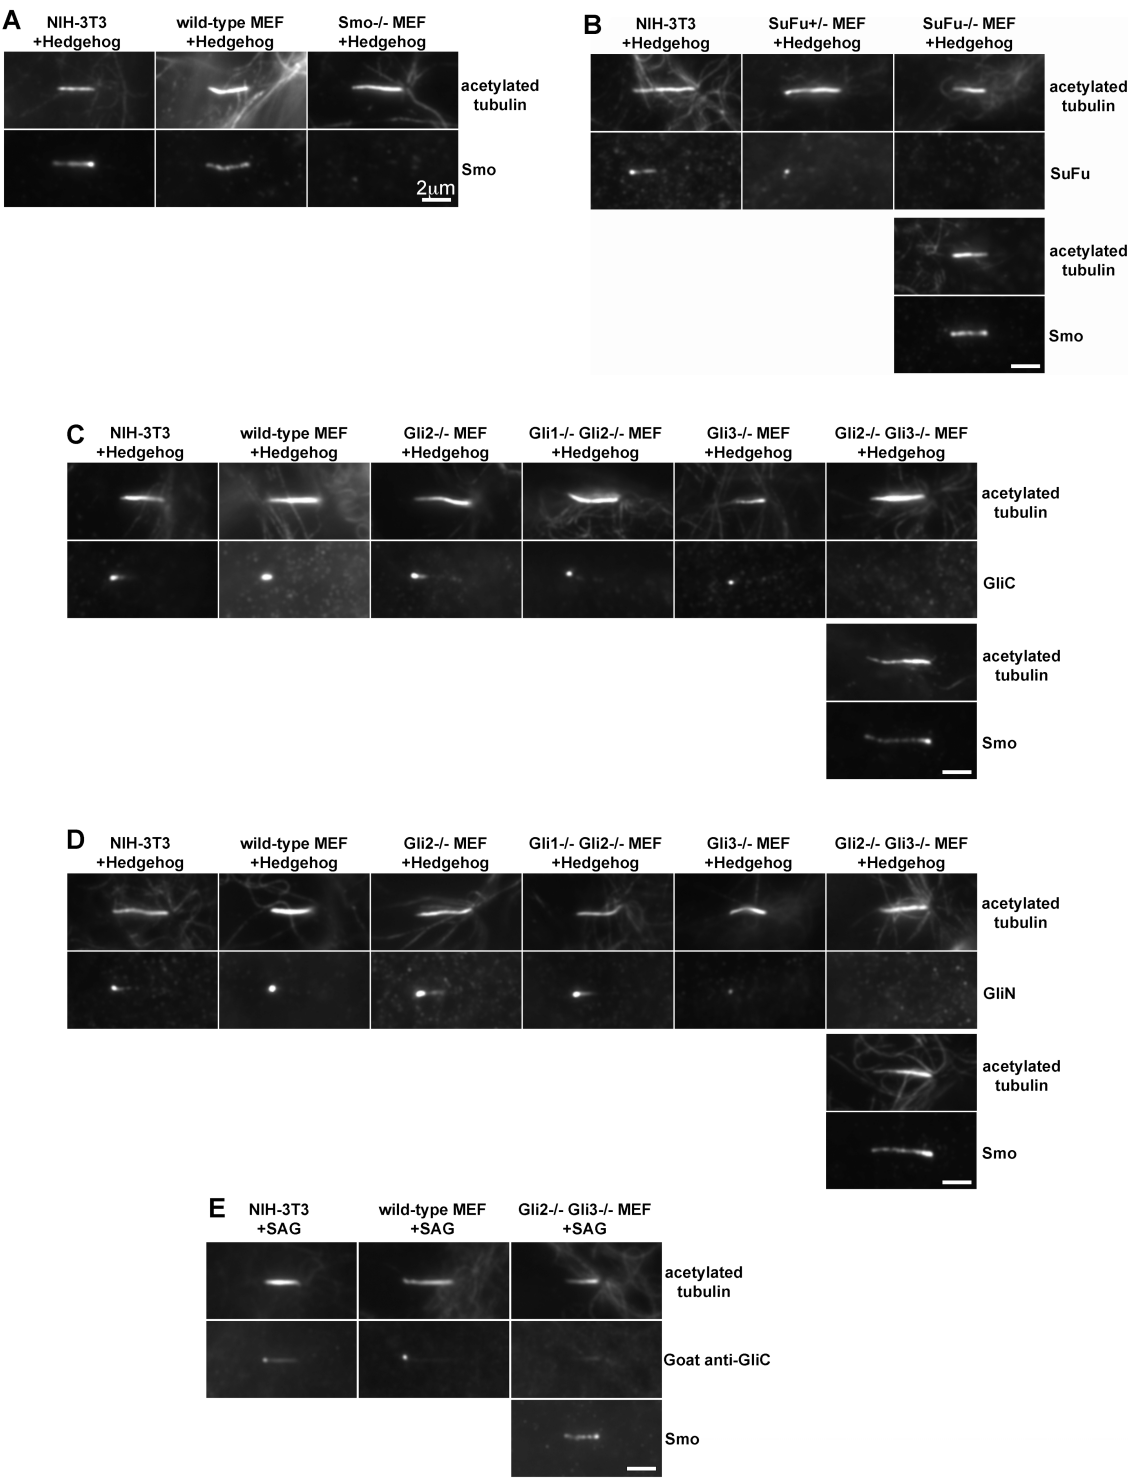 A
NIH-3T3
+Hedgehog
wild-type MEF
+Hedgehog
Smo-/- MEF
+Hedgehog
acetylated
tubulin
Smo
2μm
B
NIH-3T3
+Hedgehog
SuFu+/- MEF
+Hedgehog
SuFu-/- MEF
+Hedgehog
acetylated
tubulin
SuFu
acetylated
tubulin
Smo
C
NIH-3T3
+Hedgehog
wild-type MEF
+Hedgehog
Gli2-/- MEF
+Hedgehog
Gli1-/- Gli2-/- MEF
+Hedgehog
Gli3-/- MEF
+Hedgehog
Gli2-/- Gli3-/- MEF
+Hedgehog
acetylated
tubulin
GliC
acetylated
tubulin
Smo
D
NIH-3T3
+Hedgehog
wild-type MEF
+Hedgehog
Gli2-/- MEF
+Hedgehog
Gli1-/- Gli2-/- MEF
+Hedgehog
Gli3-/- MEF
+Hedgehog
Gli2-/- Gli3-/- MEF
+Hedgehog
acetylated
tubulin
GliN
acetylated
tubulin
Smo
E
NIH-3T3
+SAG
wild-type MEF
+SAG
Gli2-/- Gli3-/- MEF
+SAG
acetylated
tubulin
Goat anti-GliC
Smo